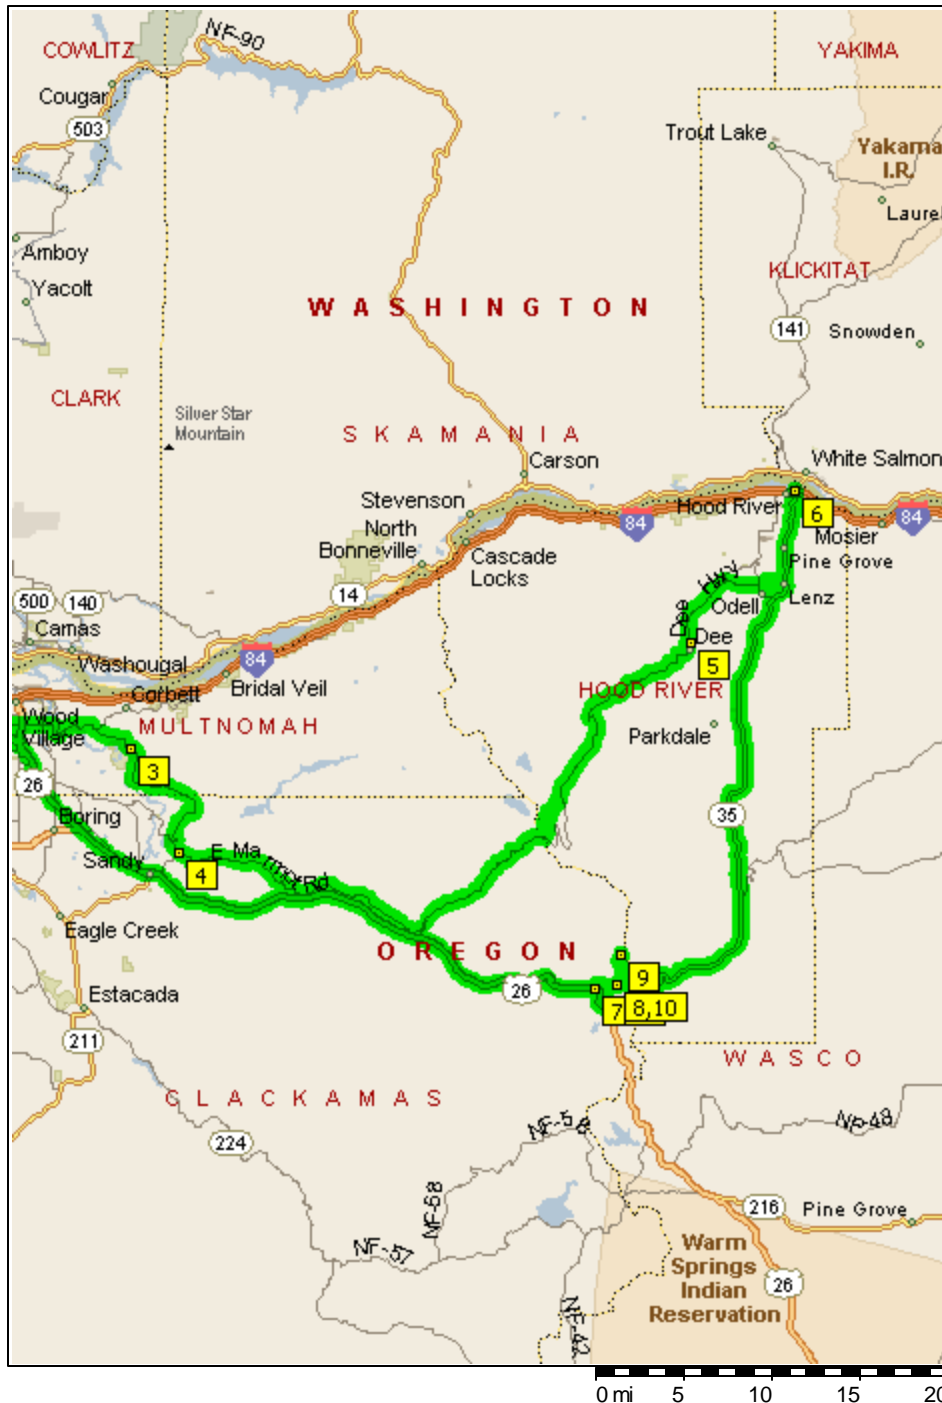 NF-90
COWLITZ
YAKIMA
Cougar
503
Trout Lake
Yakama
I.R.
Laurel
Amboy
KLICKITAT
Yacolt
WASHINGTON
141
Snowden
CLARK
Silver Star
Mountain
SKAMANIA
Carson
White Salmon
Stevenson
Hood River
6
84
84
North
Bonneville
Mosier
Cascade
Locks
Pine Grove
Dee Hwy
14
Odell
Lenz
500
140
Camas
Dee
Washougal
84
5
Bridal Veil
HOOD RIVER
Corbett
Wood
Village
MULTNOMAH
Parkdale
3
26
35
Boring
E Marmot Rd
Sandy
4
Eagle Creek
OREGON
9
26
Estacada
7
8,10
211
WASCO
CLACKAMAS
NF-58
NF-48
224
NF-58
216
Pine Grove
NF-57
Warm
Springs
Indian
Reservation
26
NF-42
0 mi 5 10 15 20